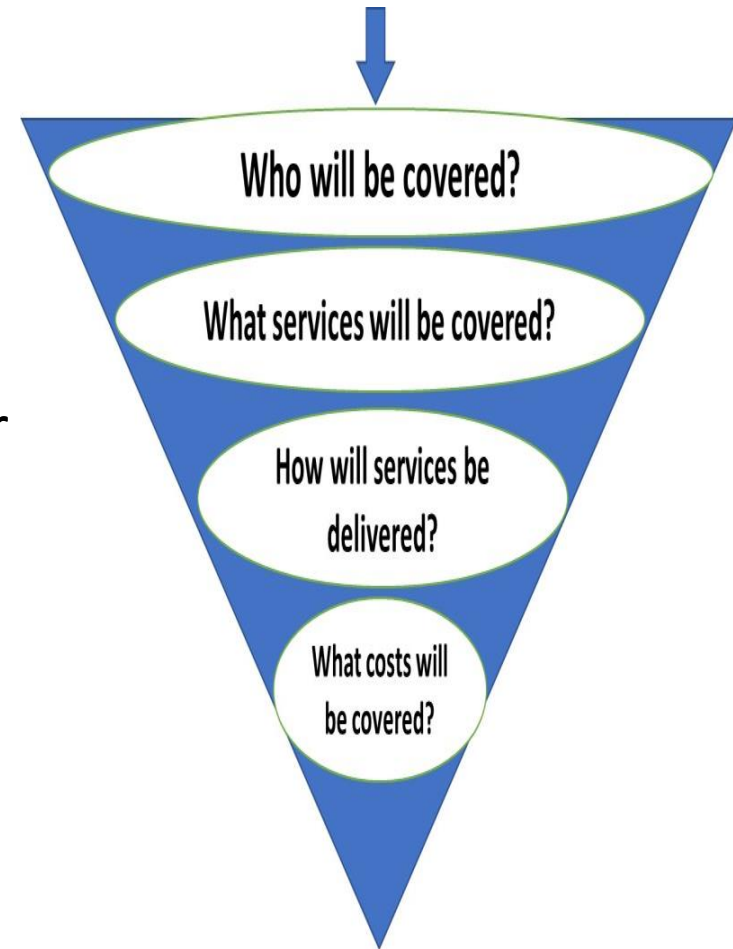 Who will be covered?
What services will be covered?
How will services be
delivered?
What costs will
be covered?